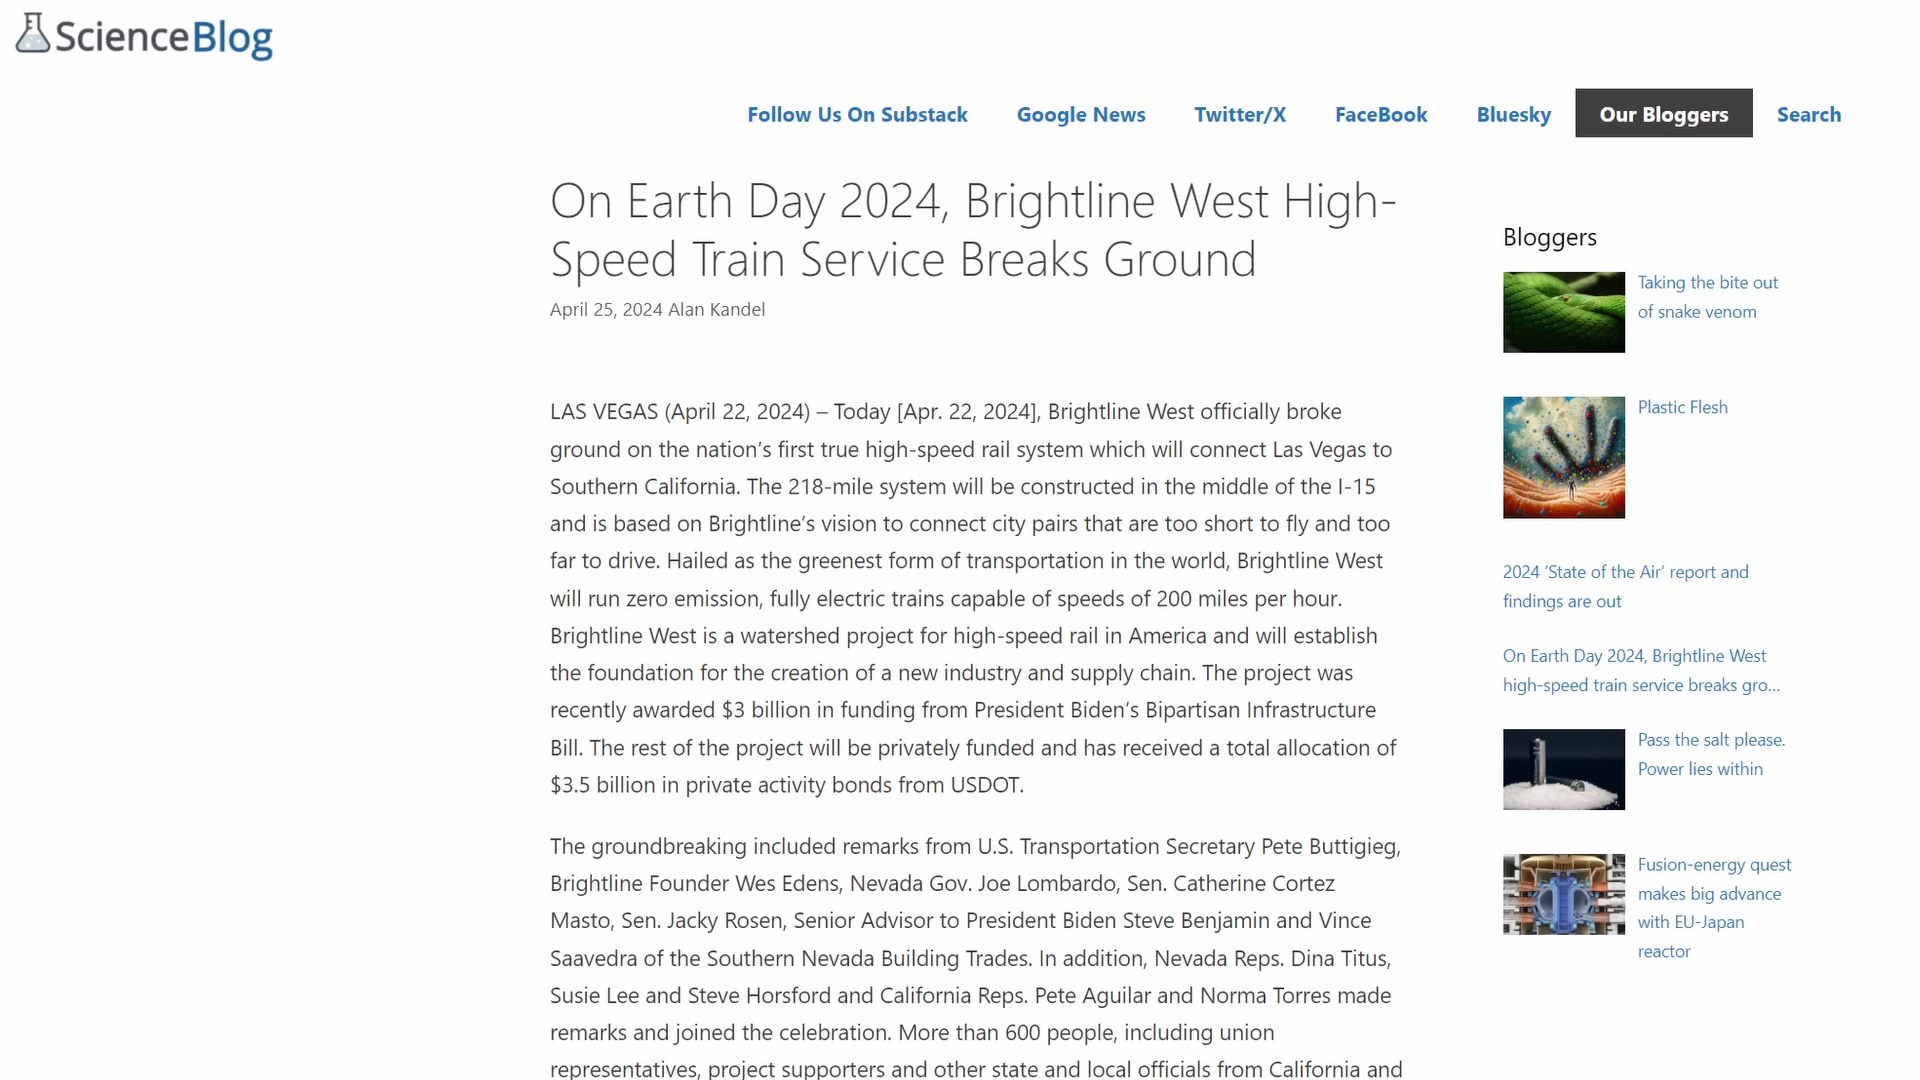 ScienceBlog
Follow Us On Substack
Google News
Twitter/X
FaceBook
Bluesky
Our Bloggers
Search
On Earth Day 2024, Brightline West High-
Speed Train Service Breaks Ground
April 25, 2024 Alan Kandel
LAS VEGAS (April 22, 2024) – Today [Apr. 22, 2024], Brightline West officially broke
ground on the nation’s first true high-speed rail system which will connect Las Vegas to
Southern California. The 218-mile system will be constructed in the middle of the I-15
and is based on Brightline’s vision to connect city pairs that are too short to fly and too
far to drive. Hailed as the greenest form of transportation in the world, Brightline West
will run zero emission, fully electric trains capable of speeds of 200 miles per hour.
Brightline West is a watershed project for high-speed rail in America and will establish
the foundation for the creation of a new industry and supply chain. The project was
recently awarded $3 billion in funding from President Biden’s Bipartisan Infrastructure
Bill. The rest of the project will be privately funded and has received a total allocation of
$3.5 billion in private activity bonds from USDOT.
The groundbreaking included remarks from U.S. Transportation Secretary Pete Buttigieg,
Brightline Founder Wes Edens, Nevada Gov. Joe Lombardo, Sen. Catherine Cortez
Masto, Sen. Jacky Rosen, Senior Advisor to President Biden Steve Benjamin and Vince
Saavedra of the Southern Nevada Building Trades. In addition, Nevada Reps. Dina Titus,
Susie Lee and Steve Horsford and California Reps. Pete Aguilar and Norma Torres made
remarks and joined the celebration. More than 600 people, including union
representatives, project supporters and other state and local officials from California and
Bloggers
Taking the bite out
of snake venom
Plastic Flesh
2024 ‘State of the Air’ report and
findings are out
On Earth Day 2024, Brightline West
high-speed train service breaks gro...
Pass the salt please.
Power lies within
Fusion-energy quest
makes big advance
with EU-Japan
reactor